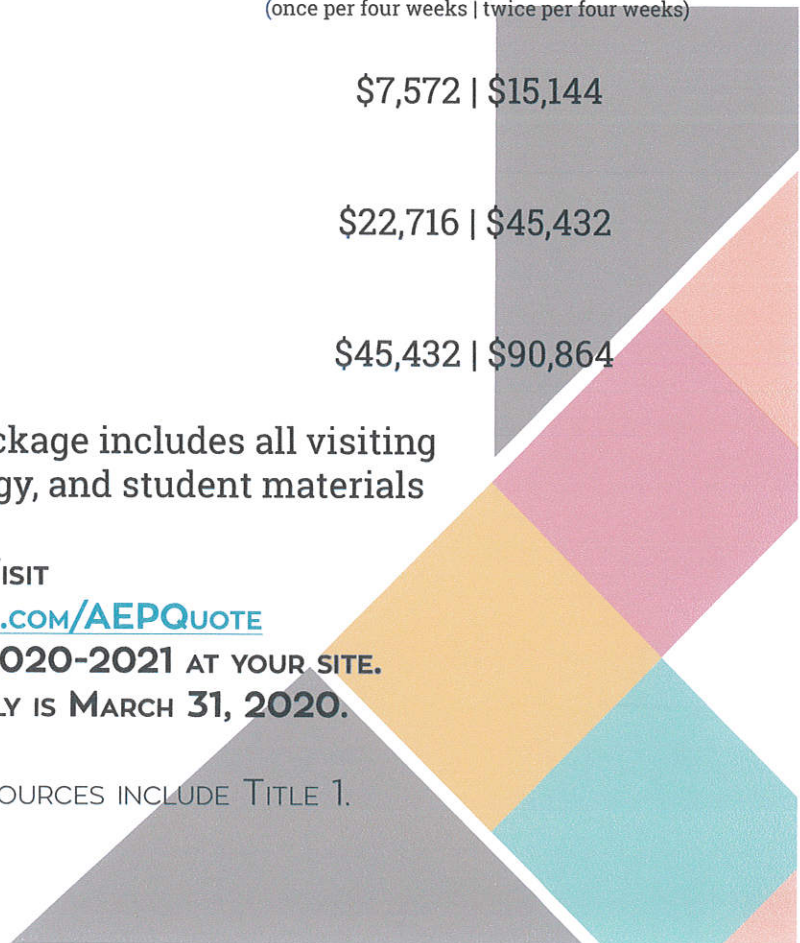 (once per four weeks | twice per four weeks)
$7,572 | $15,144
$22,716 | $45,432
$45,432 | $90,864
ckage includes all visiting
gy, and student materials
isit
.com/AEPQuote
020-2021 at your site.
ly is March 31, 2020.
ources include Title 1.